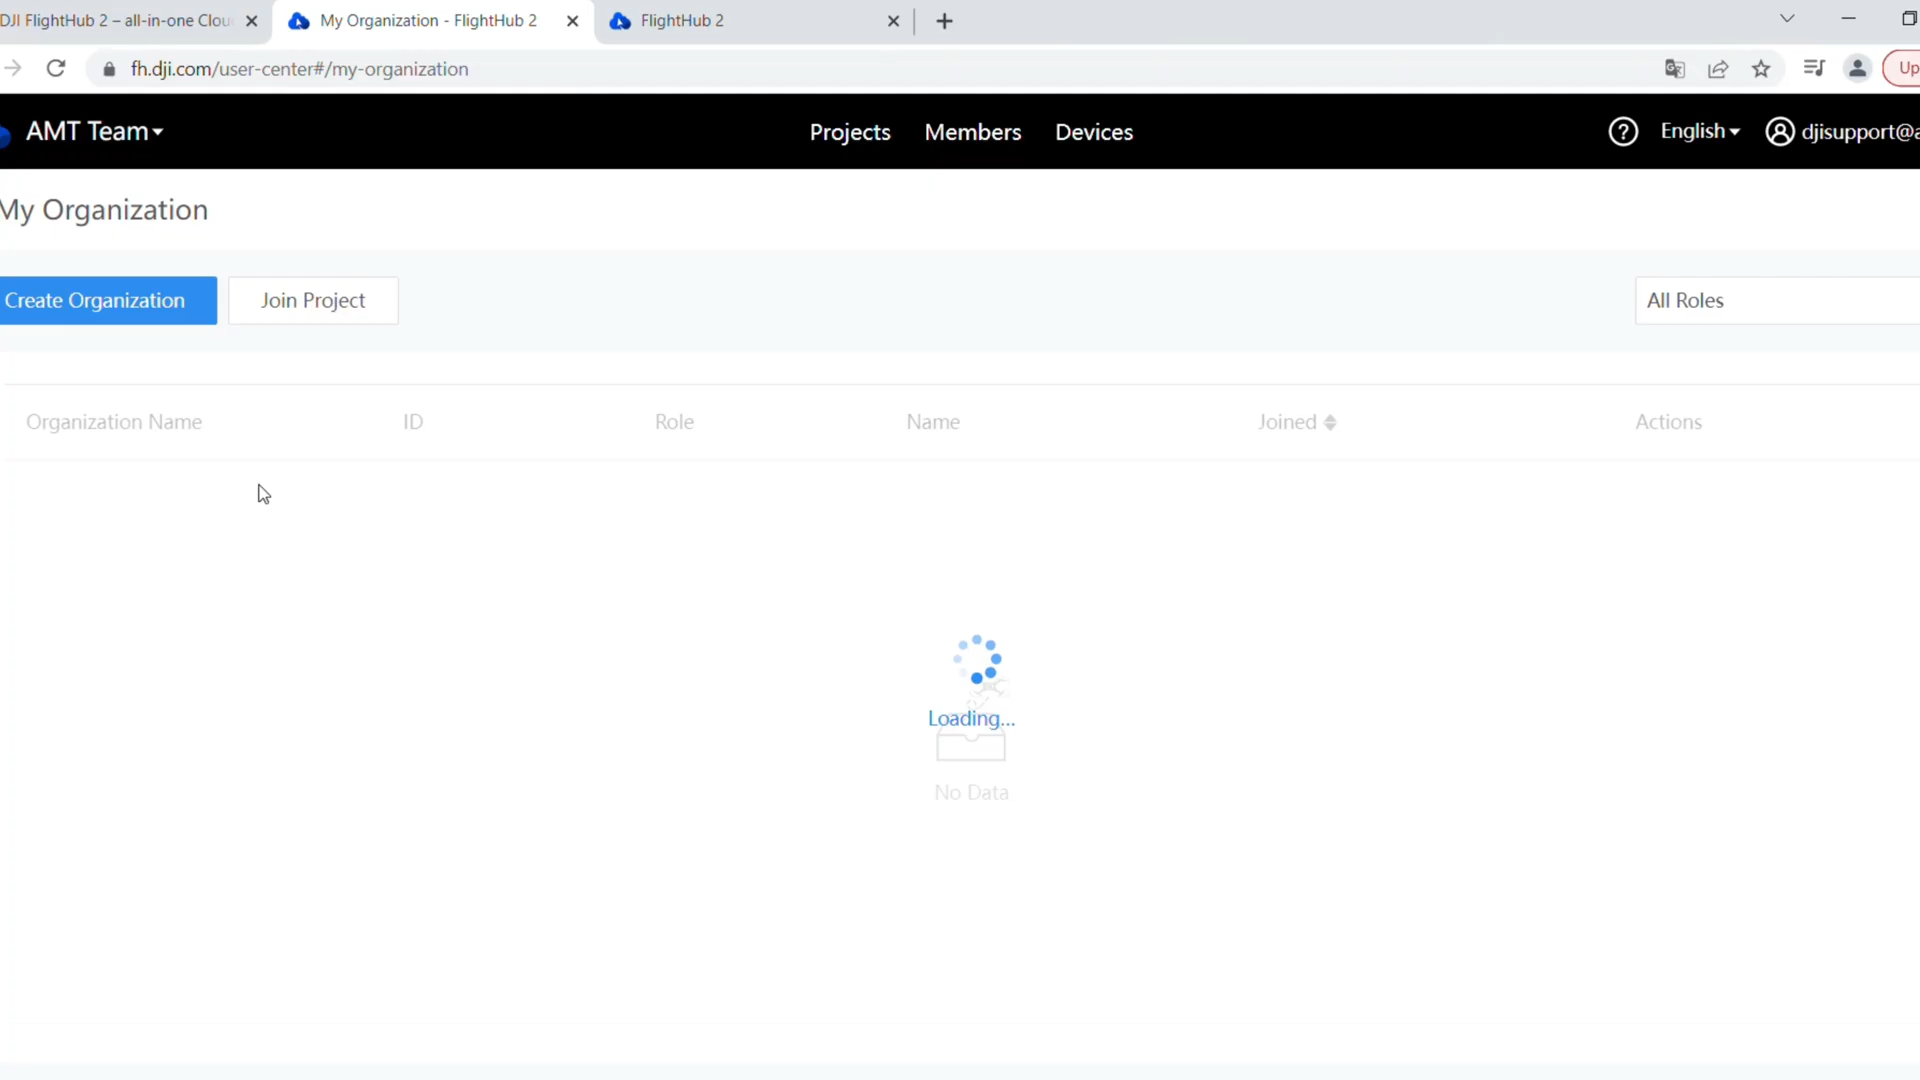 DJI FlightHub 2 – all-in-one Clou
My Organization - FlightHub 2
FlightHub 2
fh.dji.com/user-center#/my-organization
Up
AMT Team
Projects
Members
Devices
English
djisupport@a
My Organization
Create Organization
Join Project
All Roles
Organization Name
ID
Role
Name
Joined
Actions
Loading...
No Data